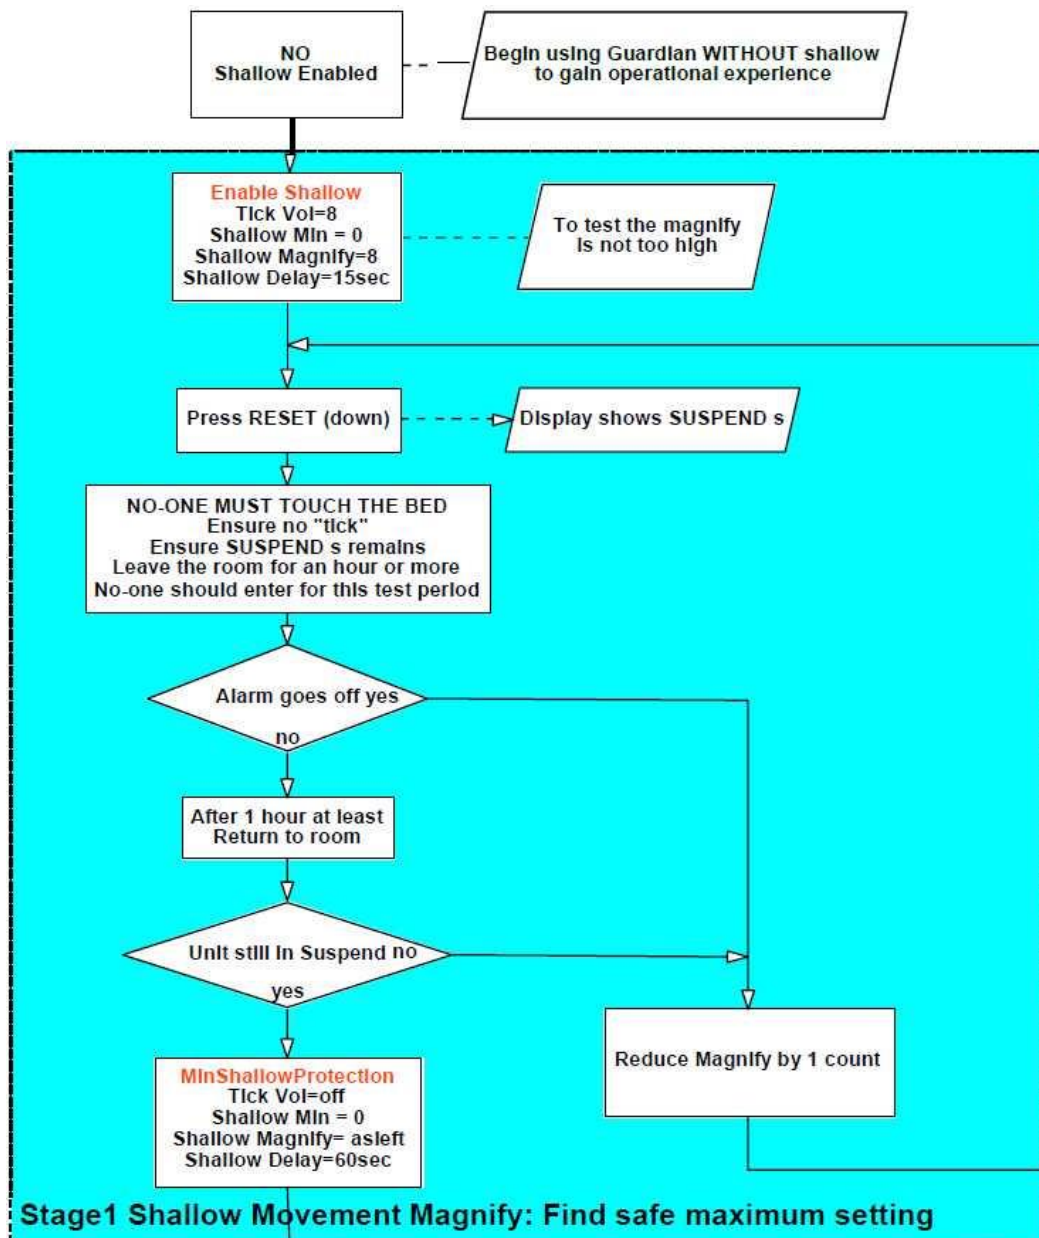 NO
Shallow Enabled
Begin using Guardian WITHOUT shallow
to gain operational experience
Enable Shallow
Tick Vol=8
Shallow Min = 0
Shallow Magnify=8
Shallow Delay=15sec
To test the magnify
is not too high
Press RESET (down)
Display shows SUSPEND s
NO-ONE MUST TOUCH THE BED
Ensure no "tick"
Ensure SUSPEND s remains
Leave the room for an hour or more
No-one should enter for this test period
Alarm goes off yes
no
After 1 hour at least
Return to room
Unit still in Suspend no
yes
Reduce Magnify by 1 count
MinShallowProtection
Tick Vol=off
Shallow Min = 0
Shallow Magnify= asleft
Shallow Delay=60sec
Stage1 Shallow Movement Magnify: Find safe maximum setting